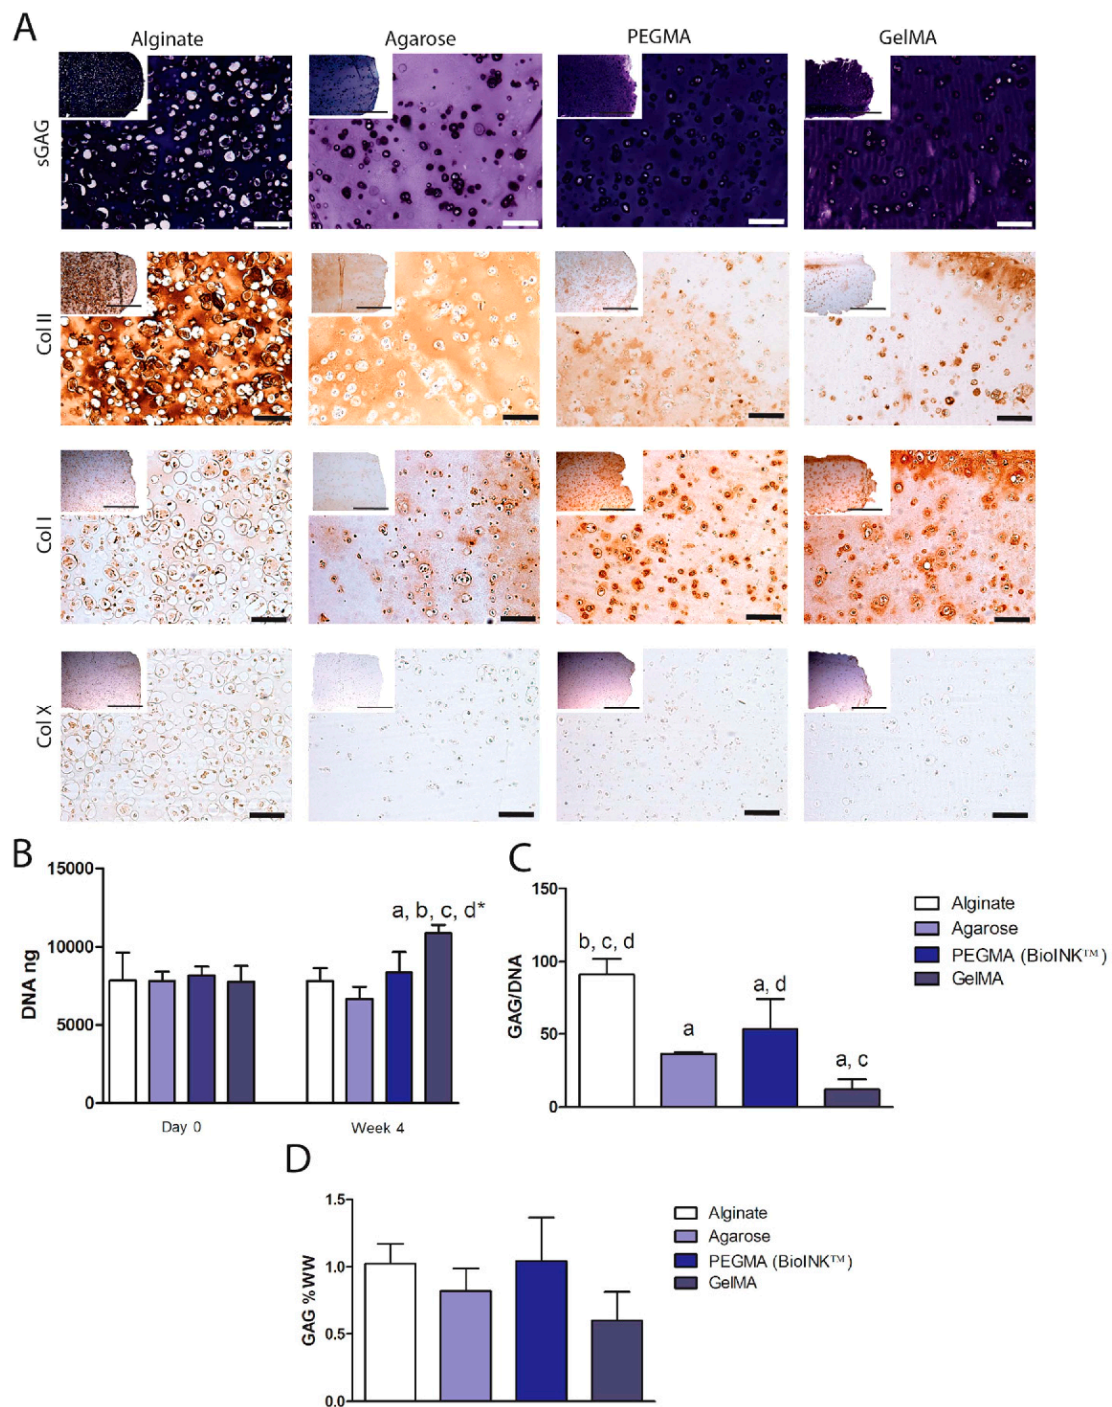 A
Alginate Agarose PEGMA GelMA
sGAG
Col II
Col I
Col X
B
DNA ng
15000
10000
5000
0
a, b, c, d*
Day 0 Week 4
C
GAG/DNA
150
100
50
0
b, c, d
a
a, d
a, c
Alginate
Agarose
PEGMA (BioINK™)
GelMA
D
GAG %WW
1.5
1.0
0.5
0.0
Alginate
Agarose
PEGMA (BioINK™)
GelMA